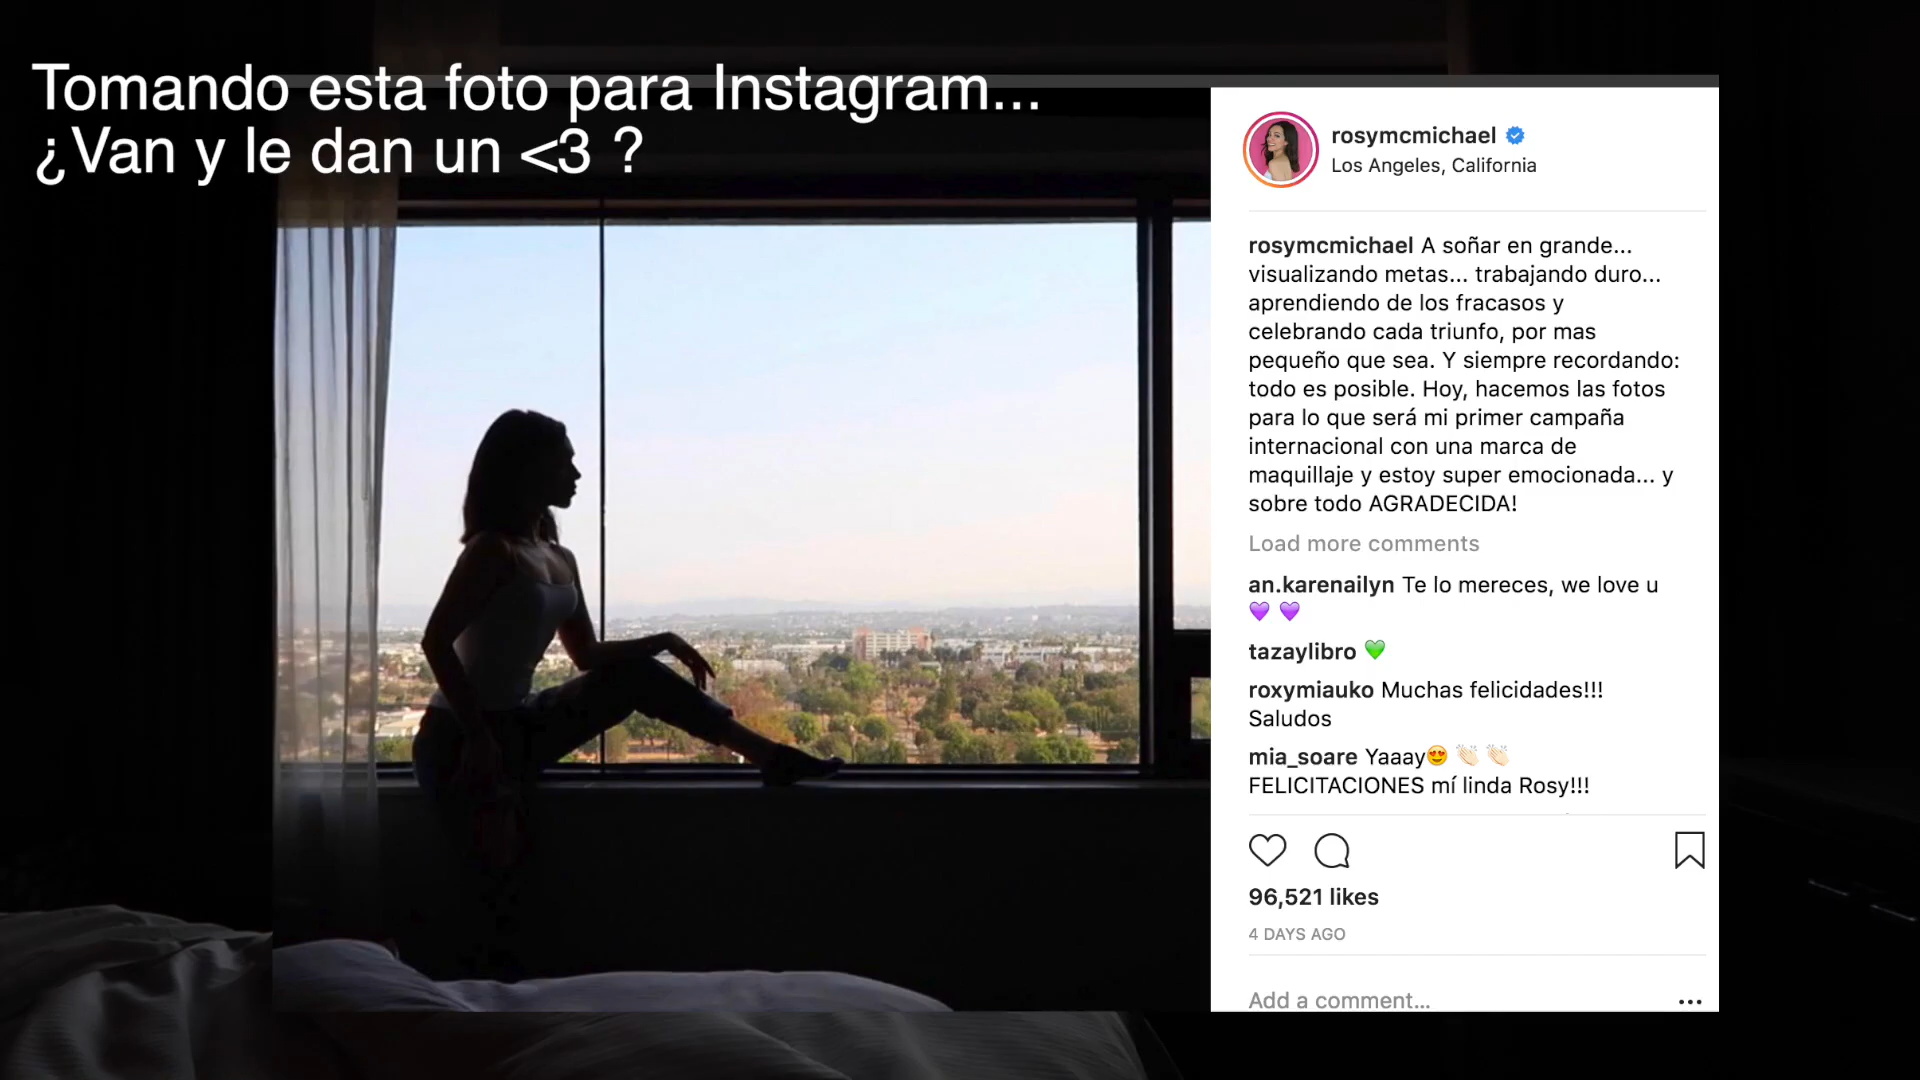 Tomando esta foto para Instagram...
¿Van y le dan un <3 ?
rosymcmichael
Los Angeles, California
rosymcmichael A soñar en grande...
visualizando metas... trabajando duro...
aprendiendo de los fracasos y
celebrando cada triunfo, por mas
pequeño que sea. Y siempre recordando:
todo es posible. Hoy, hacemos las fotos
para lo que será mi primer campaña
internacional con una marca de
maquillaje y estoy super emocionada... y
sobre todo AGRADECIDA!
Load more comments
an.karenailyn Te lo mereces, we love u
💜 💜
tazaylibro 💚
roxymiauko Muchas felicidades!!!
Saludos
mia_soare Yaaay😍 👏🏻 👏🏻
FELICITACIONES mí linda Rosy!!!
96,521 likes
4 DAYS AGO
Add a comment...